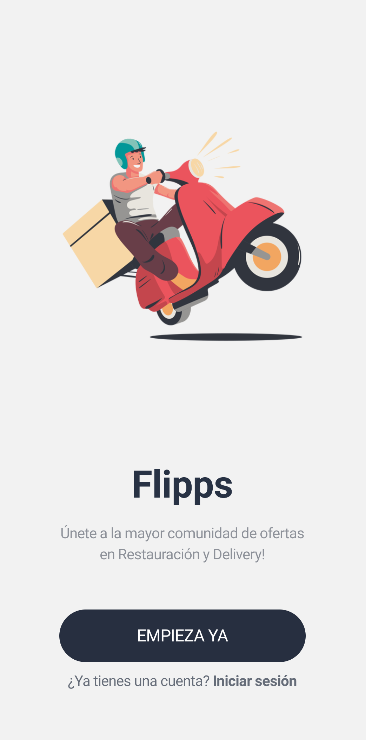 Flipps
Únete a la mayor comunidad de ofertas
en Restauración y Delivery!
EMPIEZA YA
¿Ya tienes una cuenta? Iniciar sesión